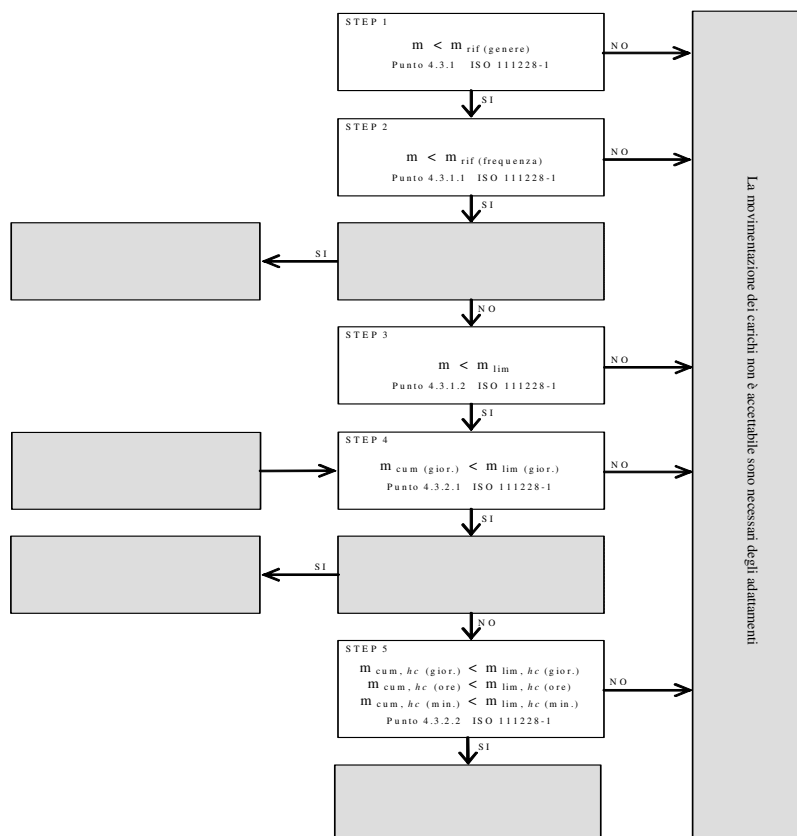 STEP 1
m < m rif (genere)
Punto 4.3.1 ISO 111228-1
NO
SI
STEP 2
m < m rif (frequenza)
Punto 4.3.1.1 ISO 111228-1
NO
SI
SI
NO
STEP 3
m < m lim
Punto 4.3.1.2 ISO 111228-1
NO
SI
STEP 4
m cum (gior.) < m lim (gior.)
Punto 4.3.2.1 ISO 111228-1
NO
SI
SI
NO
STEP 5
m cum, hc (gior.) < m lim, hc (gior.)
m cum, hc (ore) < m lim, hc (ore)
m cum, hc (min.) < m lim, hc (min.)
Punto 4.3.2.2 ISO 111228-1
NO
SI
La movimentazione dei carichi non è accettabile sono necessari degli adattamenti